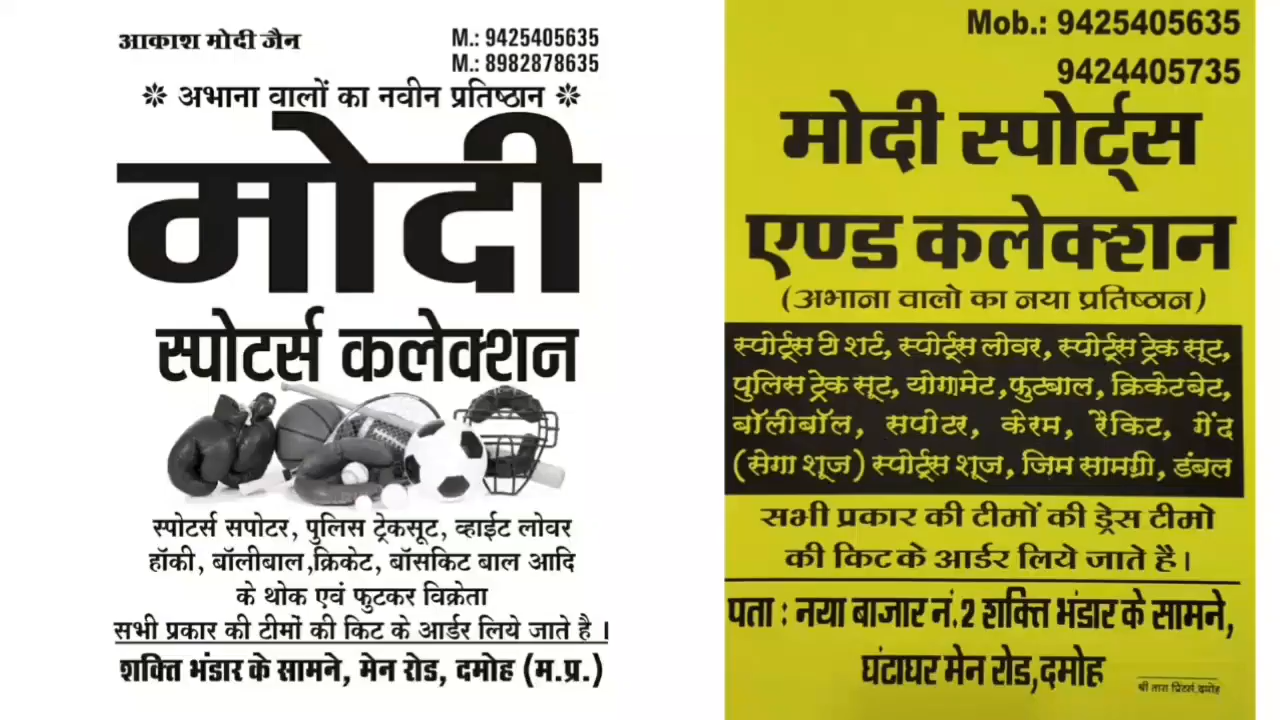 आकाश मोदी जैन
M.: 9425405635
M.: 8982878635
अभाना वालों का नवीन प्रतिष्ठान
मोदी
स्पोटर्स कलेक्शन
स्पोटर्स सपोटर, पुलिस ट्रेकसूट, व्हाईट लोवर
हॉकी, बॉलीबाल,क्रिकेट, बॉसकिट बाल आदि
के थोक एवं फुटकर विक्रेता
सभी प्रकार की टीमों की किट के आर्डर लिये जाते है ।
शक्ति भंडार के सामने, मेन रोड, दमोह (म.प्र.)
Mob.: 9425405635
9424405735
मोदी स्पोर्ट्स
एण्ड कलेक्शन
(अभाना वालो का नया प्रतिष्ठान)
स्पोर्ट्स टी शर्ट, स्पोर्ट्स लोवर, स्पोर्ट्स ट्रेक सूट,
पुलिस ट्रेक सूट, योगामेट,फुटबाल, क्रिकेट बेट,
बॉलीबॉल, सपोटर, केरम, रैकिट, गेंद
(सेगा शूज) स्पोर्ट्स शूज, जिम सामग्री, डंबल
सभी प्रकार की टीमों की ड्रेस टीमो
की किट के आर्डर लिये जाते है।
पता : नया बाजार नं. 2 शक्ति भंडार के सामने,
घंटाघर मेन रोड,दमोह
श्री तारा प्रिंटर्स, दमोह